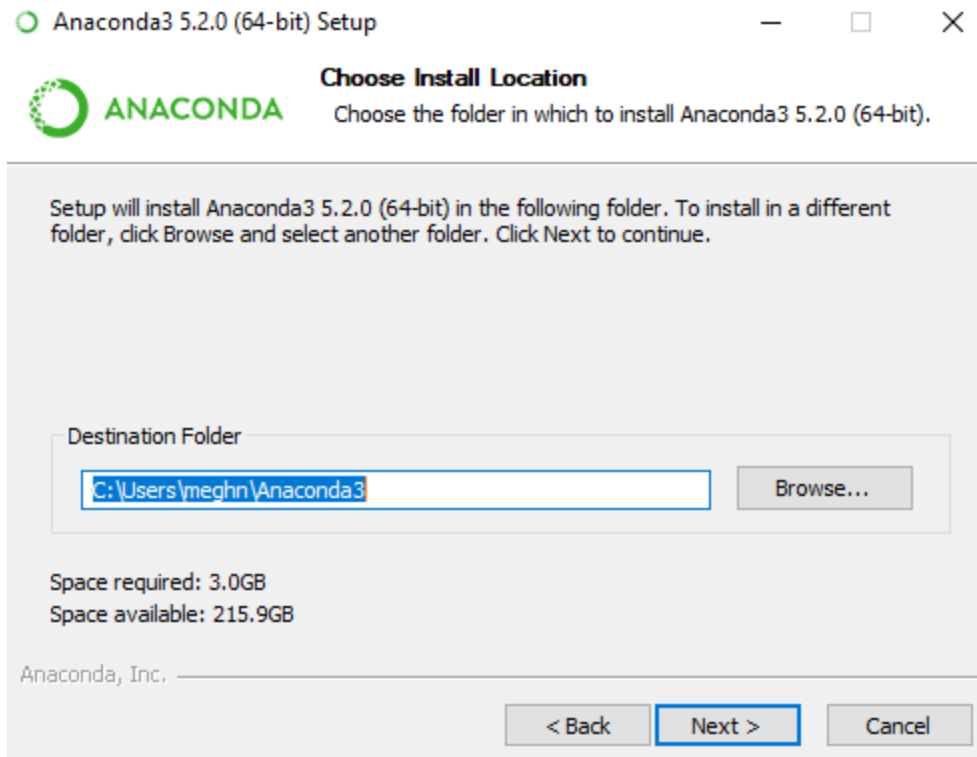 Anaconda3 5.2.0 (64-bit) Setup
Choose Install Location
ANACONDA
Choose the folder in which to install Anaconda3 5.2.0 (64-bit).
Setup will install Anaconda3 5.2.0 (64-bit) in the following folder. To install in a different
folder, click Browse and select another folder. Click Next to continue.
Destination Folder
C:\Users\meghn\Anaconda3
Browse...
Space required: 3.0GB
Space available: 215.9GB
Anaconda, Inc.
< Back
Next >
Cancel